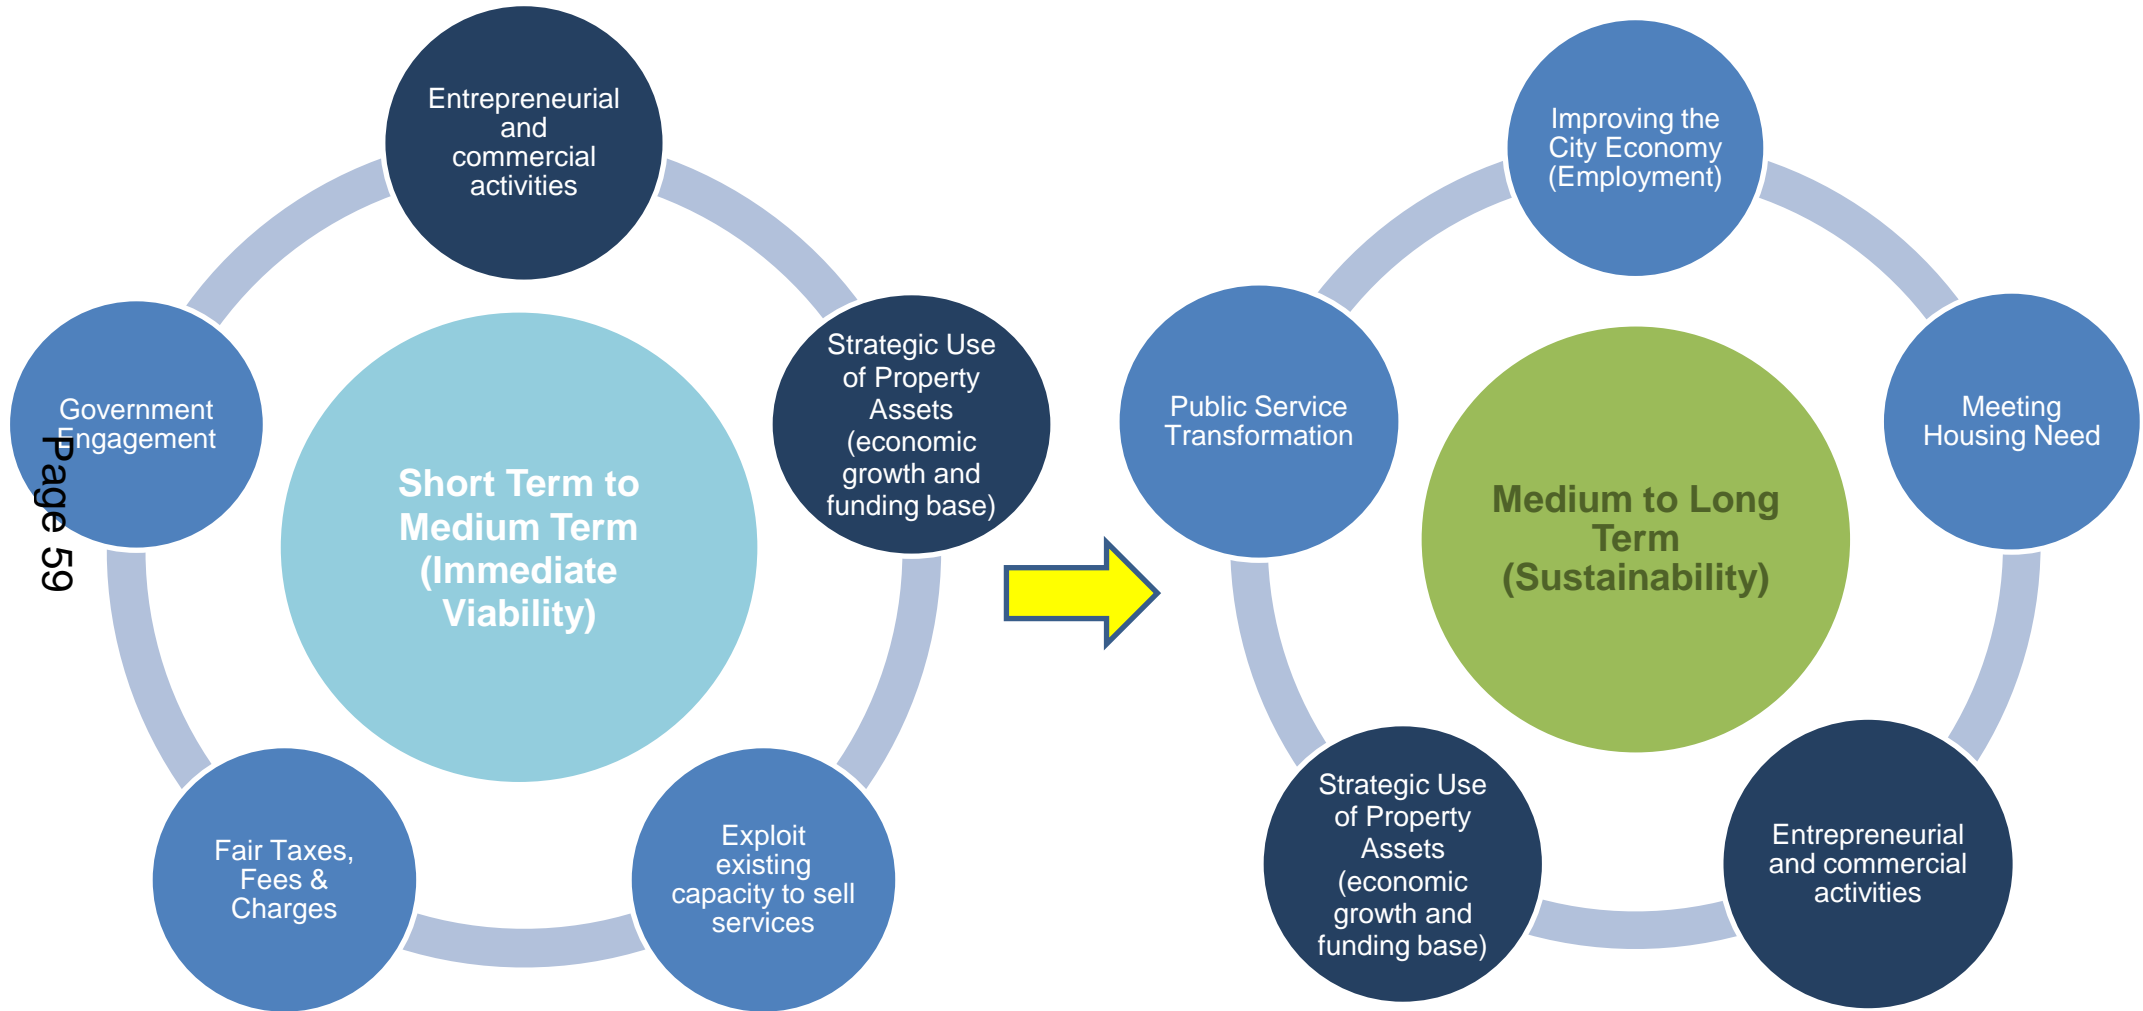 Entrepreneurial
and
commercial
activities
Strategic Use
of Property
Assets
(economic
growth and
funding base)
Exploit
existing
capacity to sell
services
Fair Taxes,
Fees &
Charges
Government
Engagement
Short Term to
Medium Term
(Immediate
Viability)
Improving the
City Economy
(Employment)
Meeting
Housing Need
Entrepreneurial
and commercial
activities
Strategic Use
of Property
Assets
(economic
growth and
funding base)
Public Service
Transformation
Medium to Long
Term
(Sustainability)
Page 59